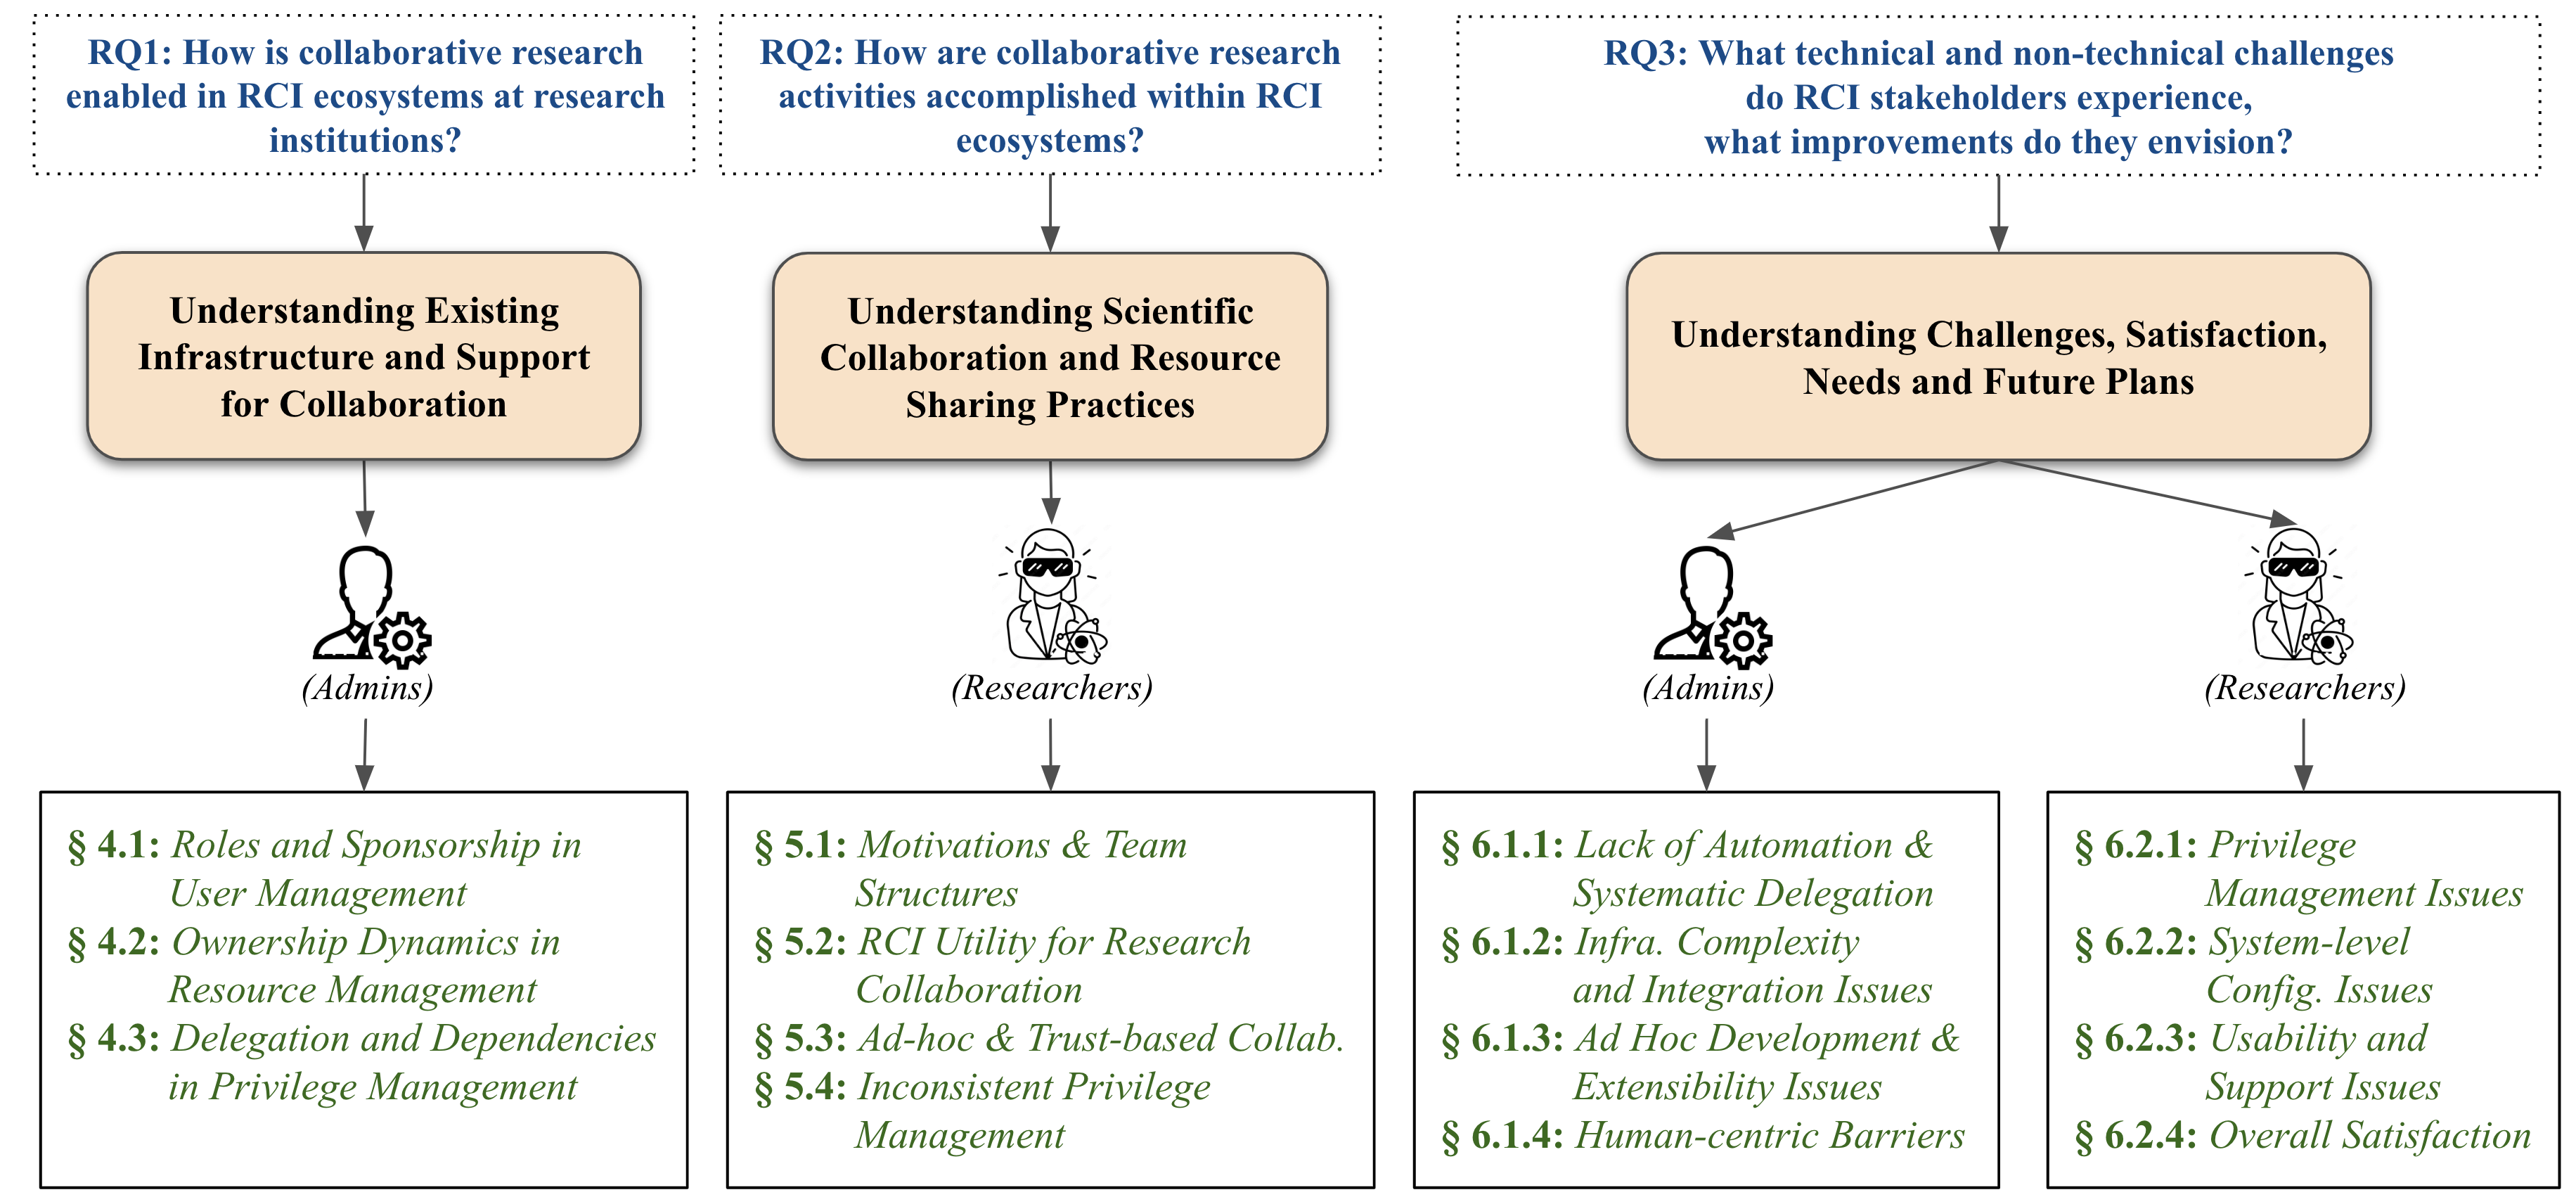 RQ1: How is collaborative research
enabled in RCI ecosystems at research
institutions?
RQ2: How are collaborative research
activities accomplished within RCI
ecosystems?
RQ3: What technical and non-technical challenges
do RCI stakeholders experience,
what improvements do they envision?
Understanding Existing
Infrastructure and Support
for Collaboration
Understanding Scientific
Collaboration and Resource
Sharing Practices
Understanding Challenges, Satisfaction,
Needs and Future Plans
(Admins)
(Researchers)
(Admins)
(Researchers)
§ 4.1: Roles and Sponsorship in
User Management
§ 4.2: Ownership Dynamics in
Resource Management
§ 4.3: Delegation and Dependencies
in Privilege Management
§ 5.1: Motivations & Team
Structures
§ 5.2: RCI Utility for Research
Collaboration
§ 5.3: Ad-hoc & Trust-based Collab.
§ 5.4: Inconsistent Privilege
Management
§ 6.1.1: Lack of Automation &
Systematic Delegation
§ 6.1.2: Infra. Complexity
and Integration Issues
§ 6.1.3: Ad Hoc Development &
Extensibility Issues
§ 6.1.4: Human-centric Barriers
§ 6.2.1: Privilege
Management Issues
§ 6.2.2: System-level
Config. Issues
§ 6.2.3: Usability and
Support Issues
§ 6.2.4: Overall Satisfaction